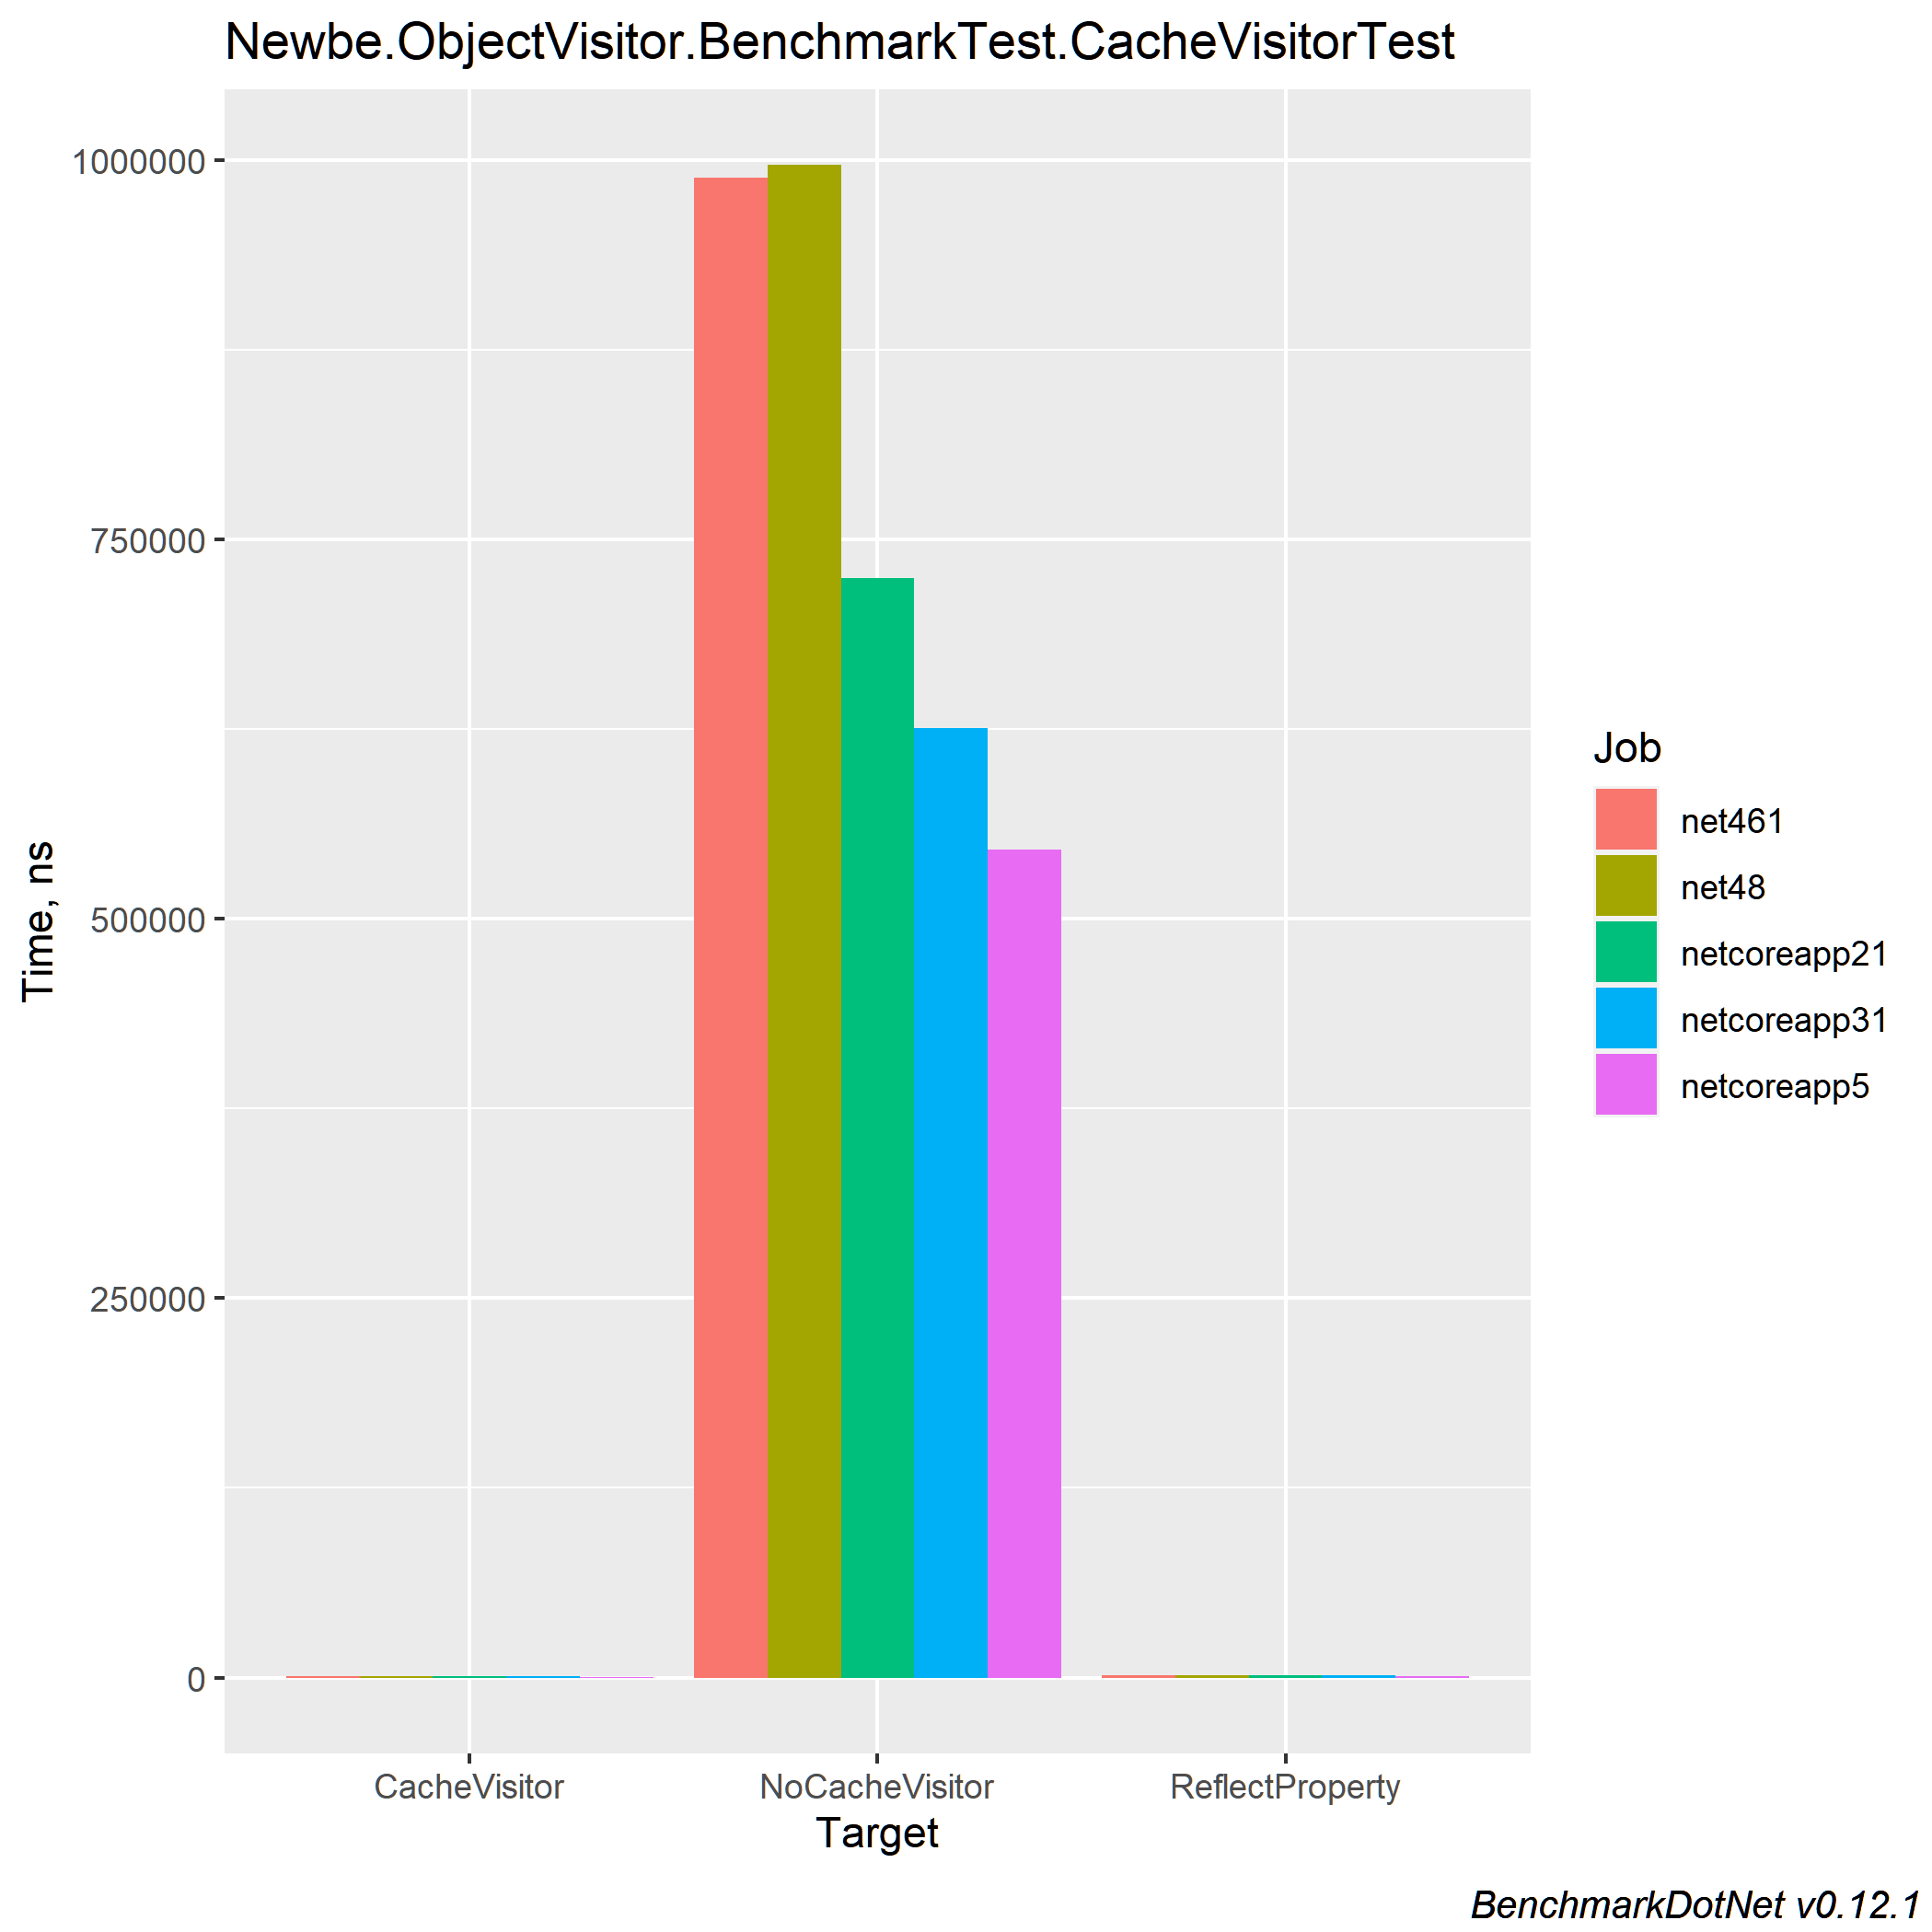 Newbe.ObjectVisitor.BenchmarkTest.CacheVisitorTest
1000000
750000
500000
250000
0
Time, ns
CacheVisitor
NoCacheVisitor
ReflectProperty
Target
Job
net461
net48
netcoreapp21
netcoreapp31
netcoreapp5
BenchmarkDotNet v0.12.1